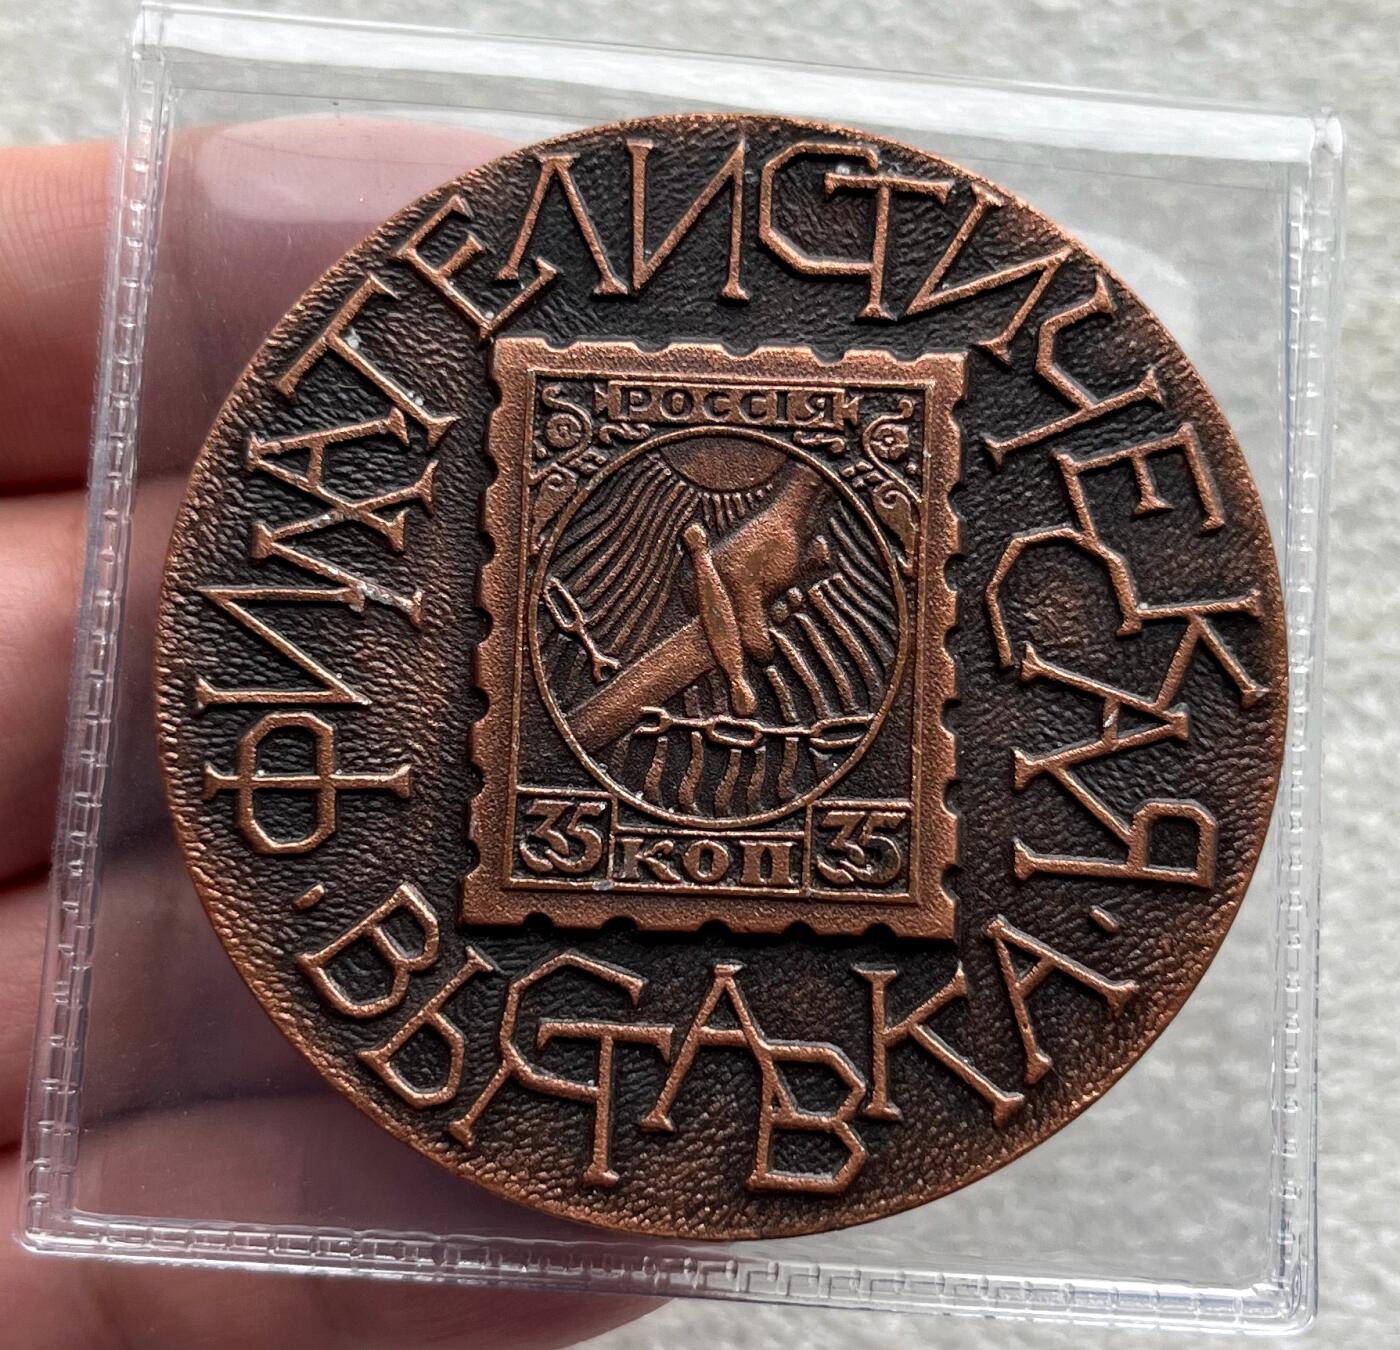 ФИЛАТЕЛИСТИЧЕСКАЯ
· ВЫСТАВКА ·
РОССІЯ
35 КОП 35